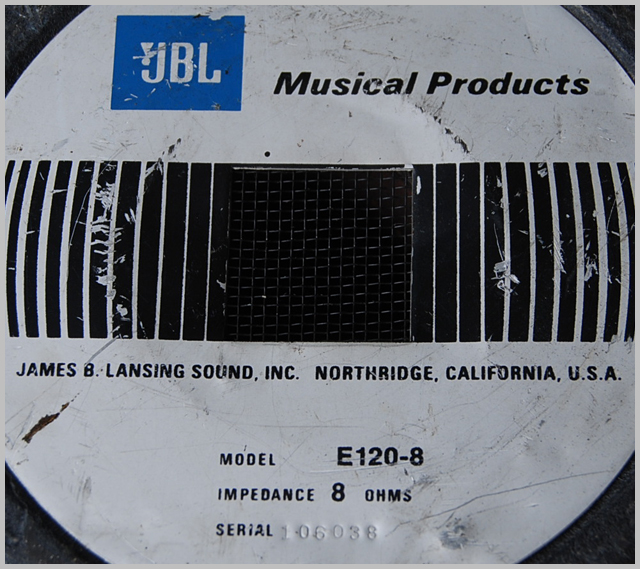 JBL
Musical Products
JAMES B. LANSING SOUND, INC. NORTHRIDGE, CALIFORNIA, U.S.A.
MODEL E120-8
IMPEDANCE 8 OHMS
SERIAL 106038